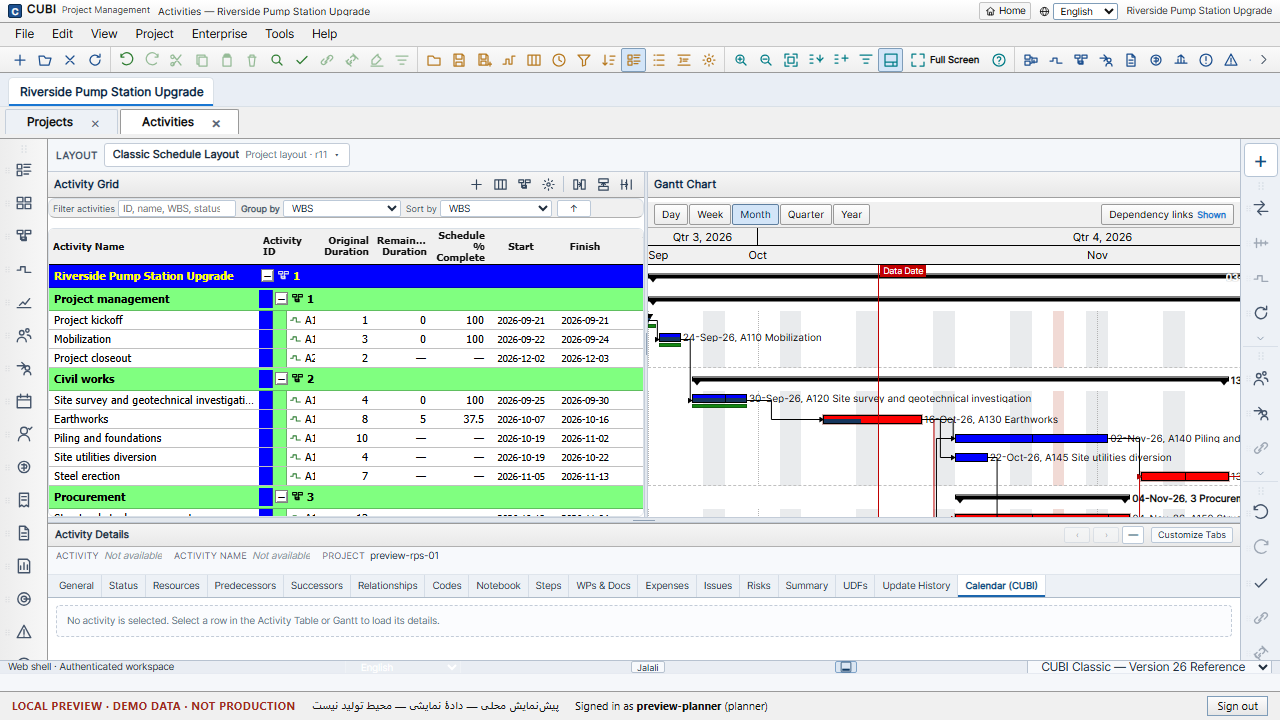 CUBI Project Management Activities — Riverside Pump Station Upgrade Home English Riverside Pump Station Upgrade
File Edit View Project Enterprise Tools Help
Full Screen
Riverside Pump Station Upgrade
Projects Activities
LAYOUT Classic Schedule Layout Project layout · r11
Activity Grid
Filter activities ID, name, WBS, status Group by WBS Sort by WBS
Activity Name Activity ID Original Duration Remain... Duration Schedule % Complete Start Finish
Riverside Pump Station Upgrade 1
Project management 1
Project kickoff A1 1 0 100 2026-09-21 2026-09-21
Mobilization A1 3 0 100 2026-09-22 2026-09-24
Project closeout A2 2 — — 2026-12-02 2026-12-03
Civil works 2
Site survey and geotechnical investigati... A1 4 0 100 2026-09-25 2026-09-30
Earthworks A1 8 5 37.5 2026-10-07 2026-10-16
Piling and foundations A1 10 — — 2026-10-19 2026-11-02
Site utilities diversion A1 4 — — 2026-10-19 2026-10-22
Steel erection A1 7 — — 2026-11-05 2026-11-13
Procurement 3
Gantt Chart
Day Week Month Quarter Year Dependency links Shown
Qtr 3, 2026 Qtr 4, 2026
Sep Oct Nov
Data Date
24-Sep-26, A110 Mobilization
13
30-Sep-26, A120 Site survey and geotechnical investigation
16-Oct-26, A130 Earthworks
02-Nov-26, A140 Piling and
22-Oct-26, A145 Site utilities diversion
13
04-Nov-26, 3 Procurem
Activity Details Customize Tabs
ACTIVITY Not available ACTIVITY NAME Not available PROJECT preview-rps-01
General Status Resources Predecessors Successors Relationships Codes Notebook Steps WPs & Docs Expenses Issues Risks Summary UDFs Update History Calendar (CUBI)
No activity is selected. Select a row in the Activity Table or Gantt to load its details.
Web shell · Authenticated workspace English Jalali CUBI Classic — Version 26 Reference
LOCAL PREVIEW · DEMO DATA · NOT PRODUCTION پیش‌نمایش محلی — دادهٔ نمایشی — محیط تولید نیست Signed in as preview-planner (planner) Sign out